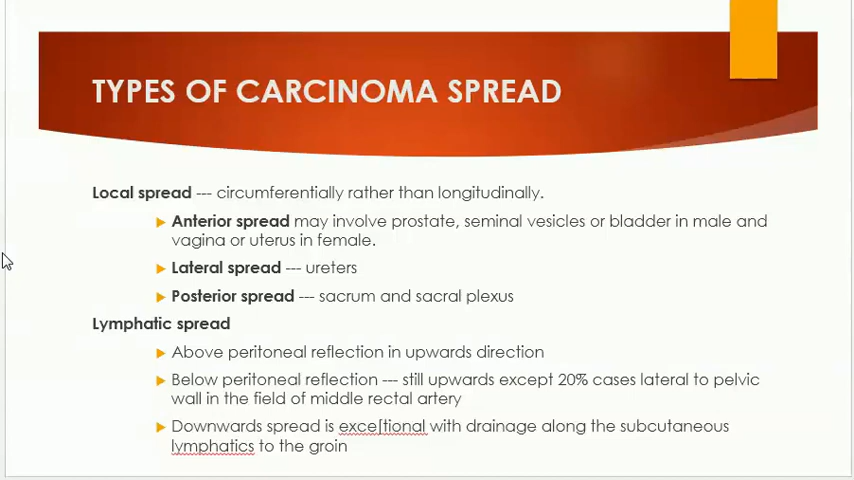 TYPES OF CARCINOMA SPREAD
Local spread --- circumferentially rather than longitudinally.
Anterior spread may involve prostate, seminal vesicles or bladder in male and
vagina or uterus in female.
Lateral spread --- ureters
Posterior spread --- sacrum and sacral plexus
Lymphatic spread
Above peritoneal reflection in upwards direction
Below peritoneal reflection --- still upwards except 20% cases lateral to pelvic
wall in the field of middle rectal artery
Downwards spread is exce[tional with drainage along the subcutaneous
lymphatics to the groin